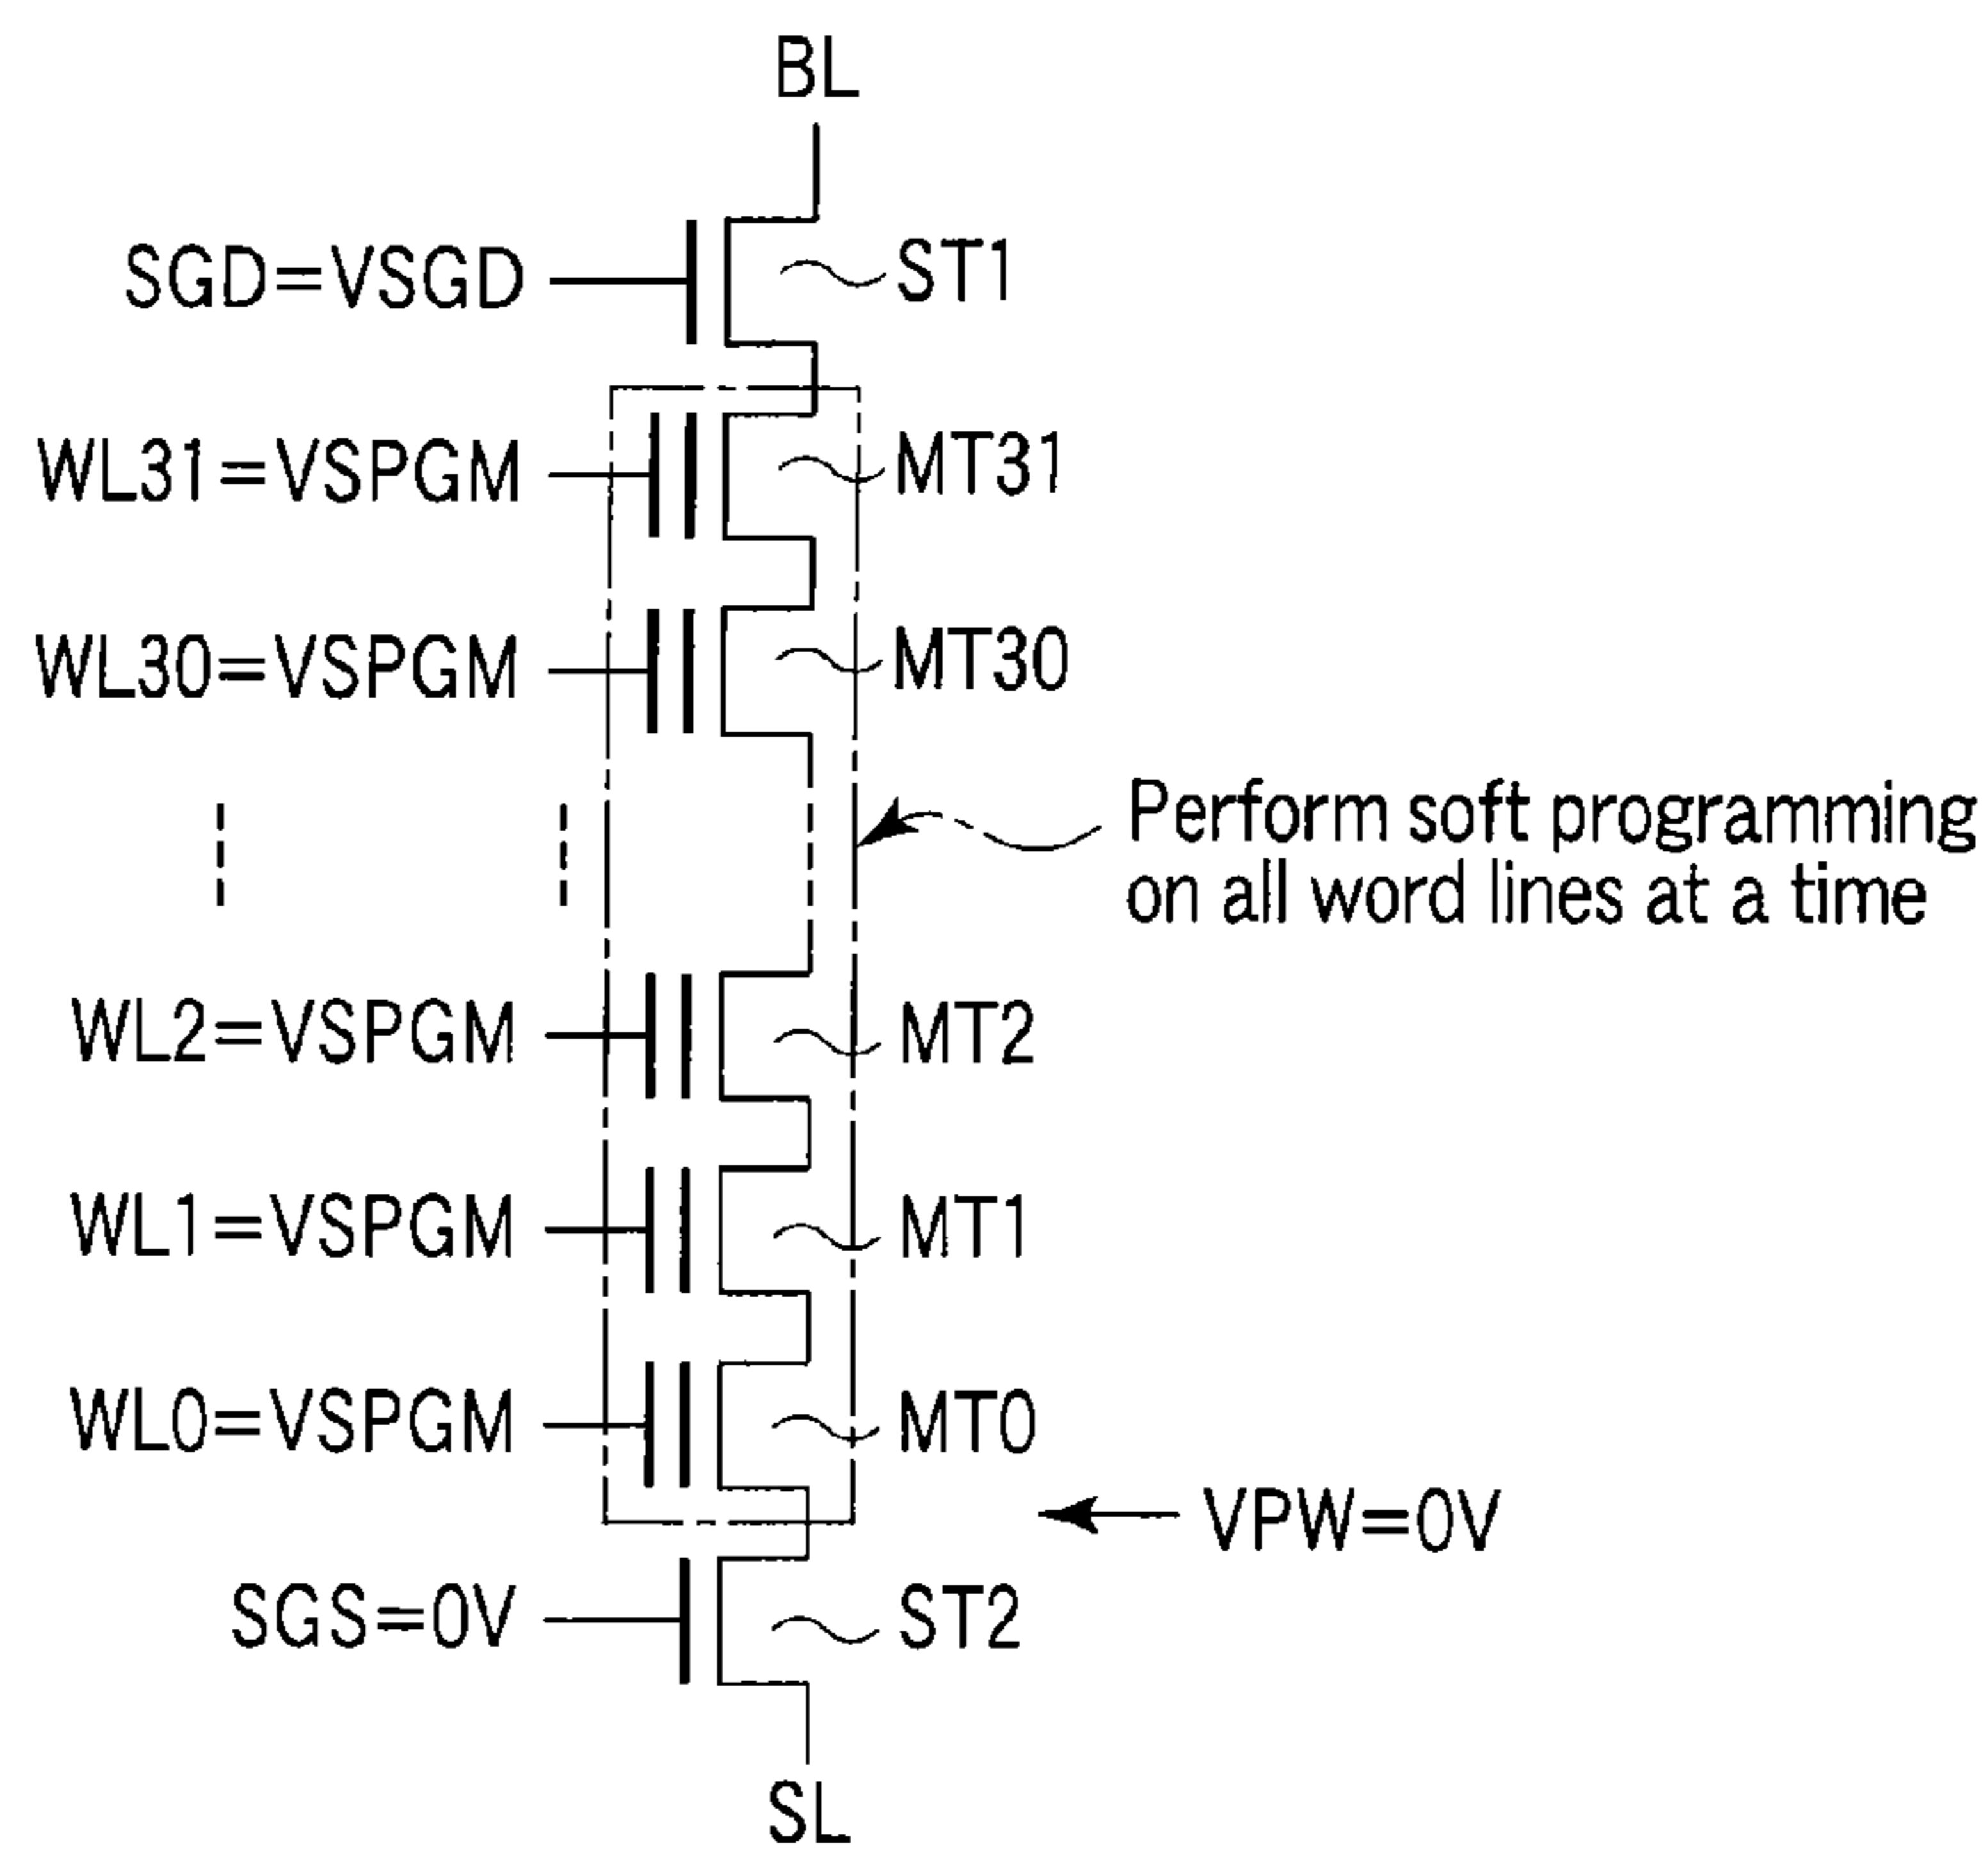 BL
SGD=VSGD
ST1
WL31=VSPGM
MT31
WL30=VSPGM
MT30
Perform soft programming
on all word lines at a time
WL2=VSPGM
MT2
WL1=VSPGM
MT1
WL0=VSPGM
MT0
VPW=0V
SGS=0V
ST2
SL